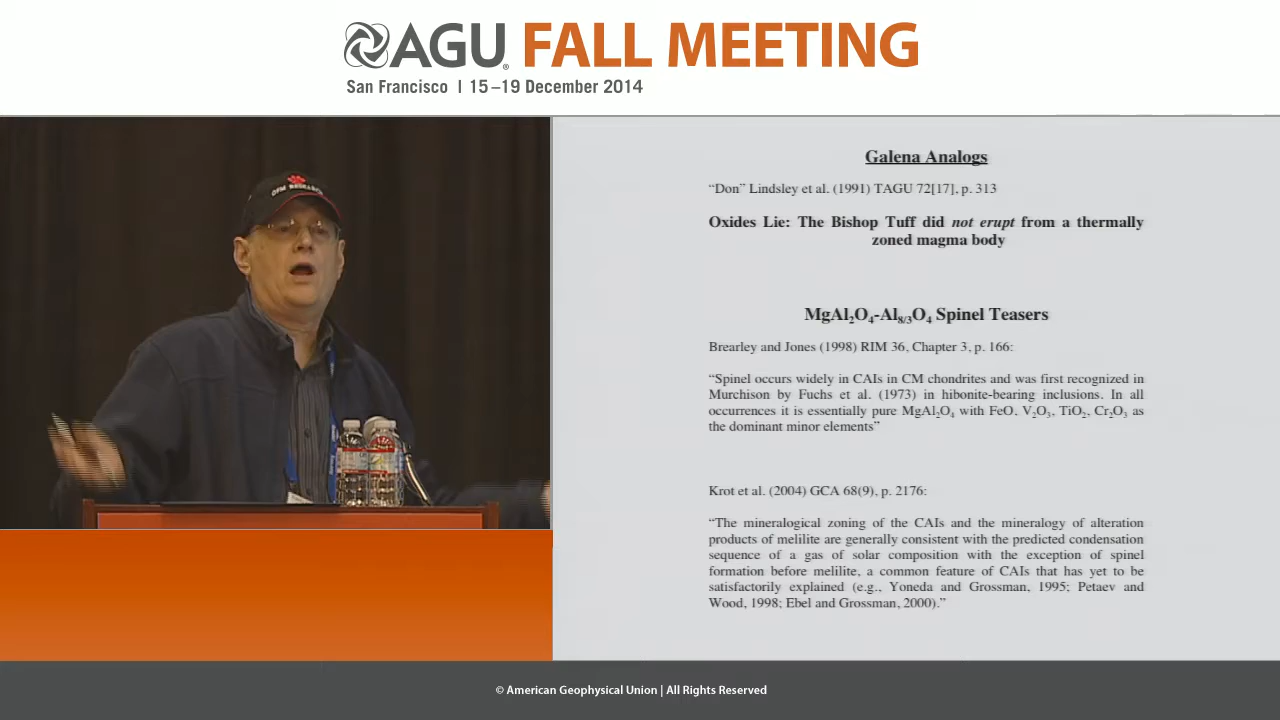 AGU® FALL MEETING
San Francisco | 15–19 December 2014
OFM RESEARCH
Galena Analogs
“Don” Lindsley et al. (1991) TAGU 72[17], p. 313
Oxides Lie: The Bishop Tuff did not erupt from a thermally
zoned magma body
MgAl₂O₄-Al₈/₃O₄ Spinel Teasers
Brearley and Jones (1998) RIM 36, Chapter 3, p. 166:
“Spinel occurs widely in CAIs in CM chondrites and was first recognized in
Murchison by Fuchs et al. (1973) in hibonite-bearing inclusions. In all
occurrences it is essentially pure MgAl₂O₄ with FeO, V₂O₃, TiO₂, Cr₂O₃ as
the dominant minor elements”
Krot et al. (2004) GCA 68(9), p. 2176:
“The mineralogical zoning of the CAIs and the mineralogy of alteration
products of melilite are generally consistent with the predicted condensation
sequence of a gas of solar composition with the exception of spinel
formation before melilite, a common feature of CAIs that has yet to be
satisfactorily explained (e.g., Yoneda and Grossman, 1995; Petaev and
Wood, 1998; Ebel and Grossman, 2000).”
© American Geophysical Union | All Rights Reserved